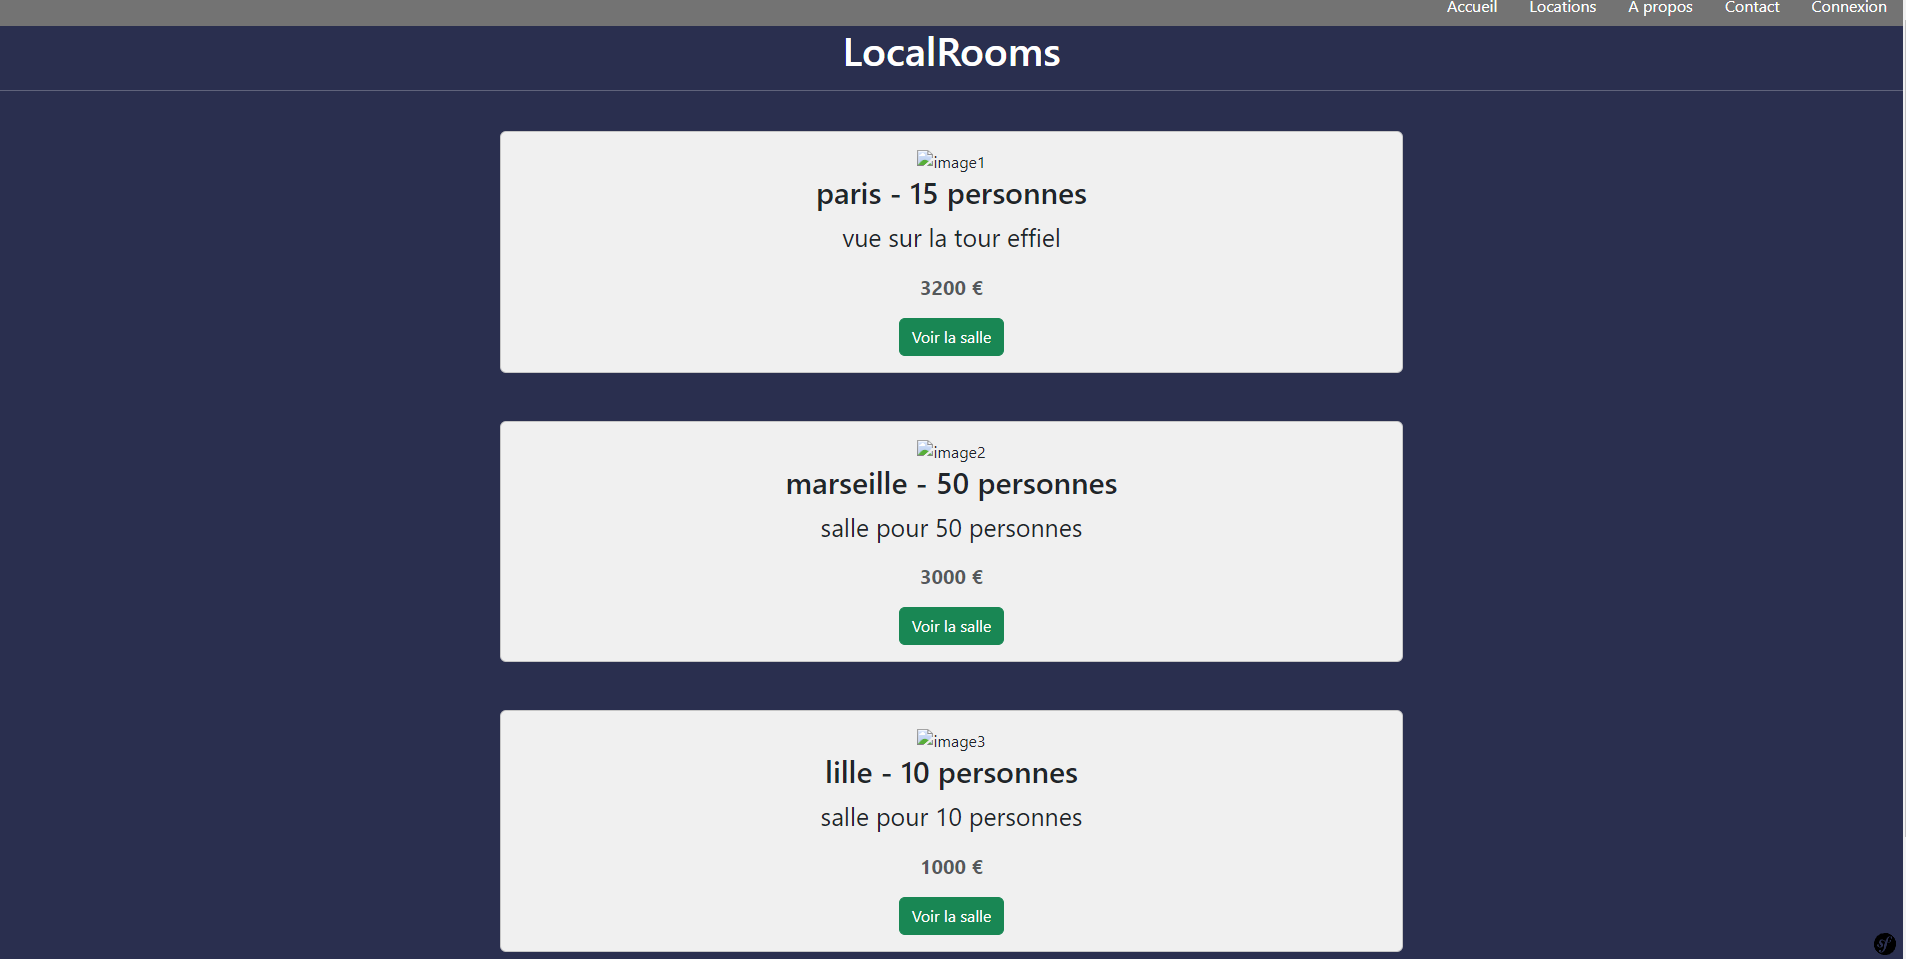 Accueil Locations A propos Contact Connexion
LocalRooms
image1
paris - 15 personnes
vue sur la tour effiel
3200 €
Voir la salle
image2
marseille - 50 personnes
salle pour 50 personnes
3000 €
Voir la salle
image3
lille - 10 personnes
salle pour 10 personnes
1000 €
Voir la salle
sf